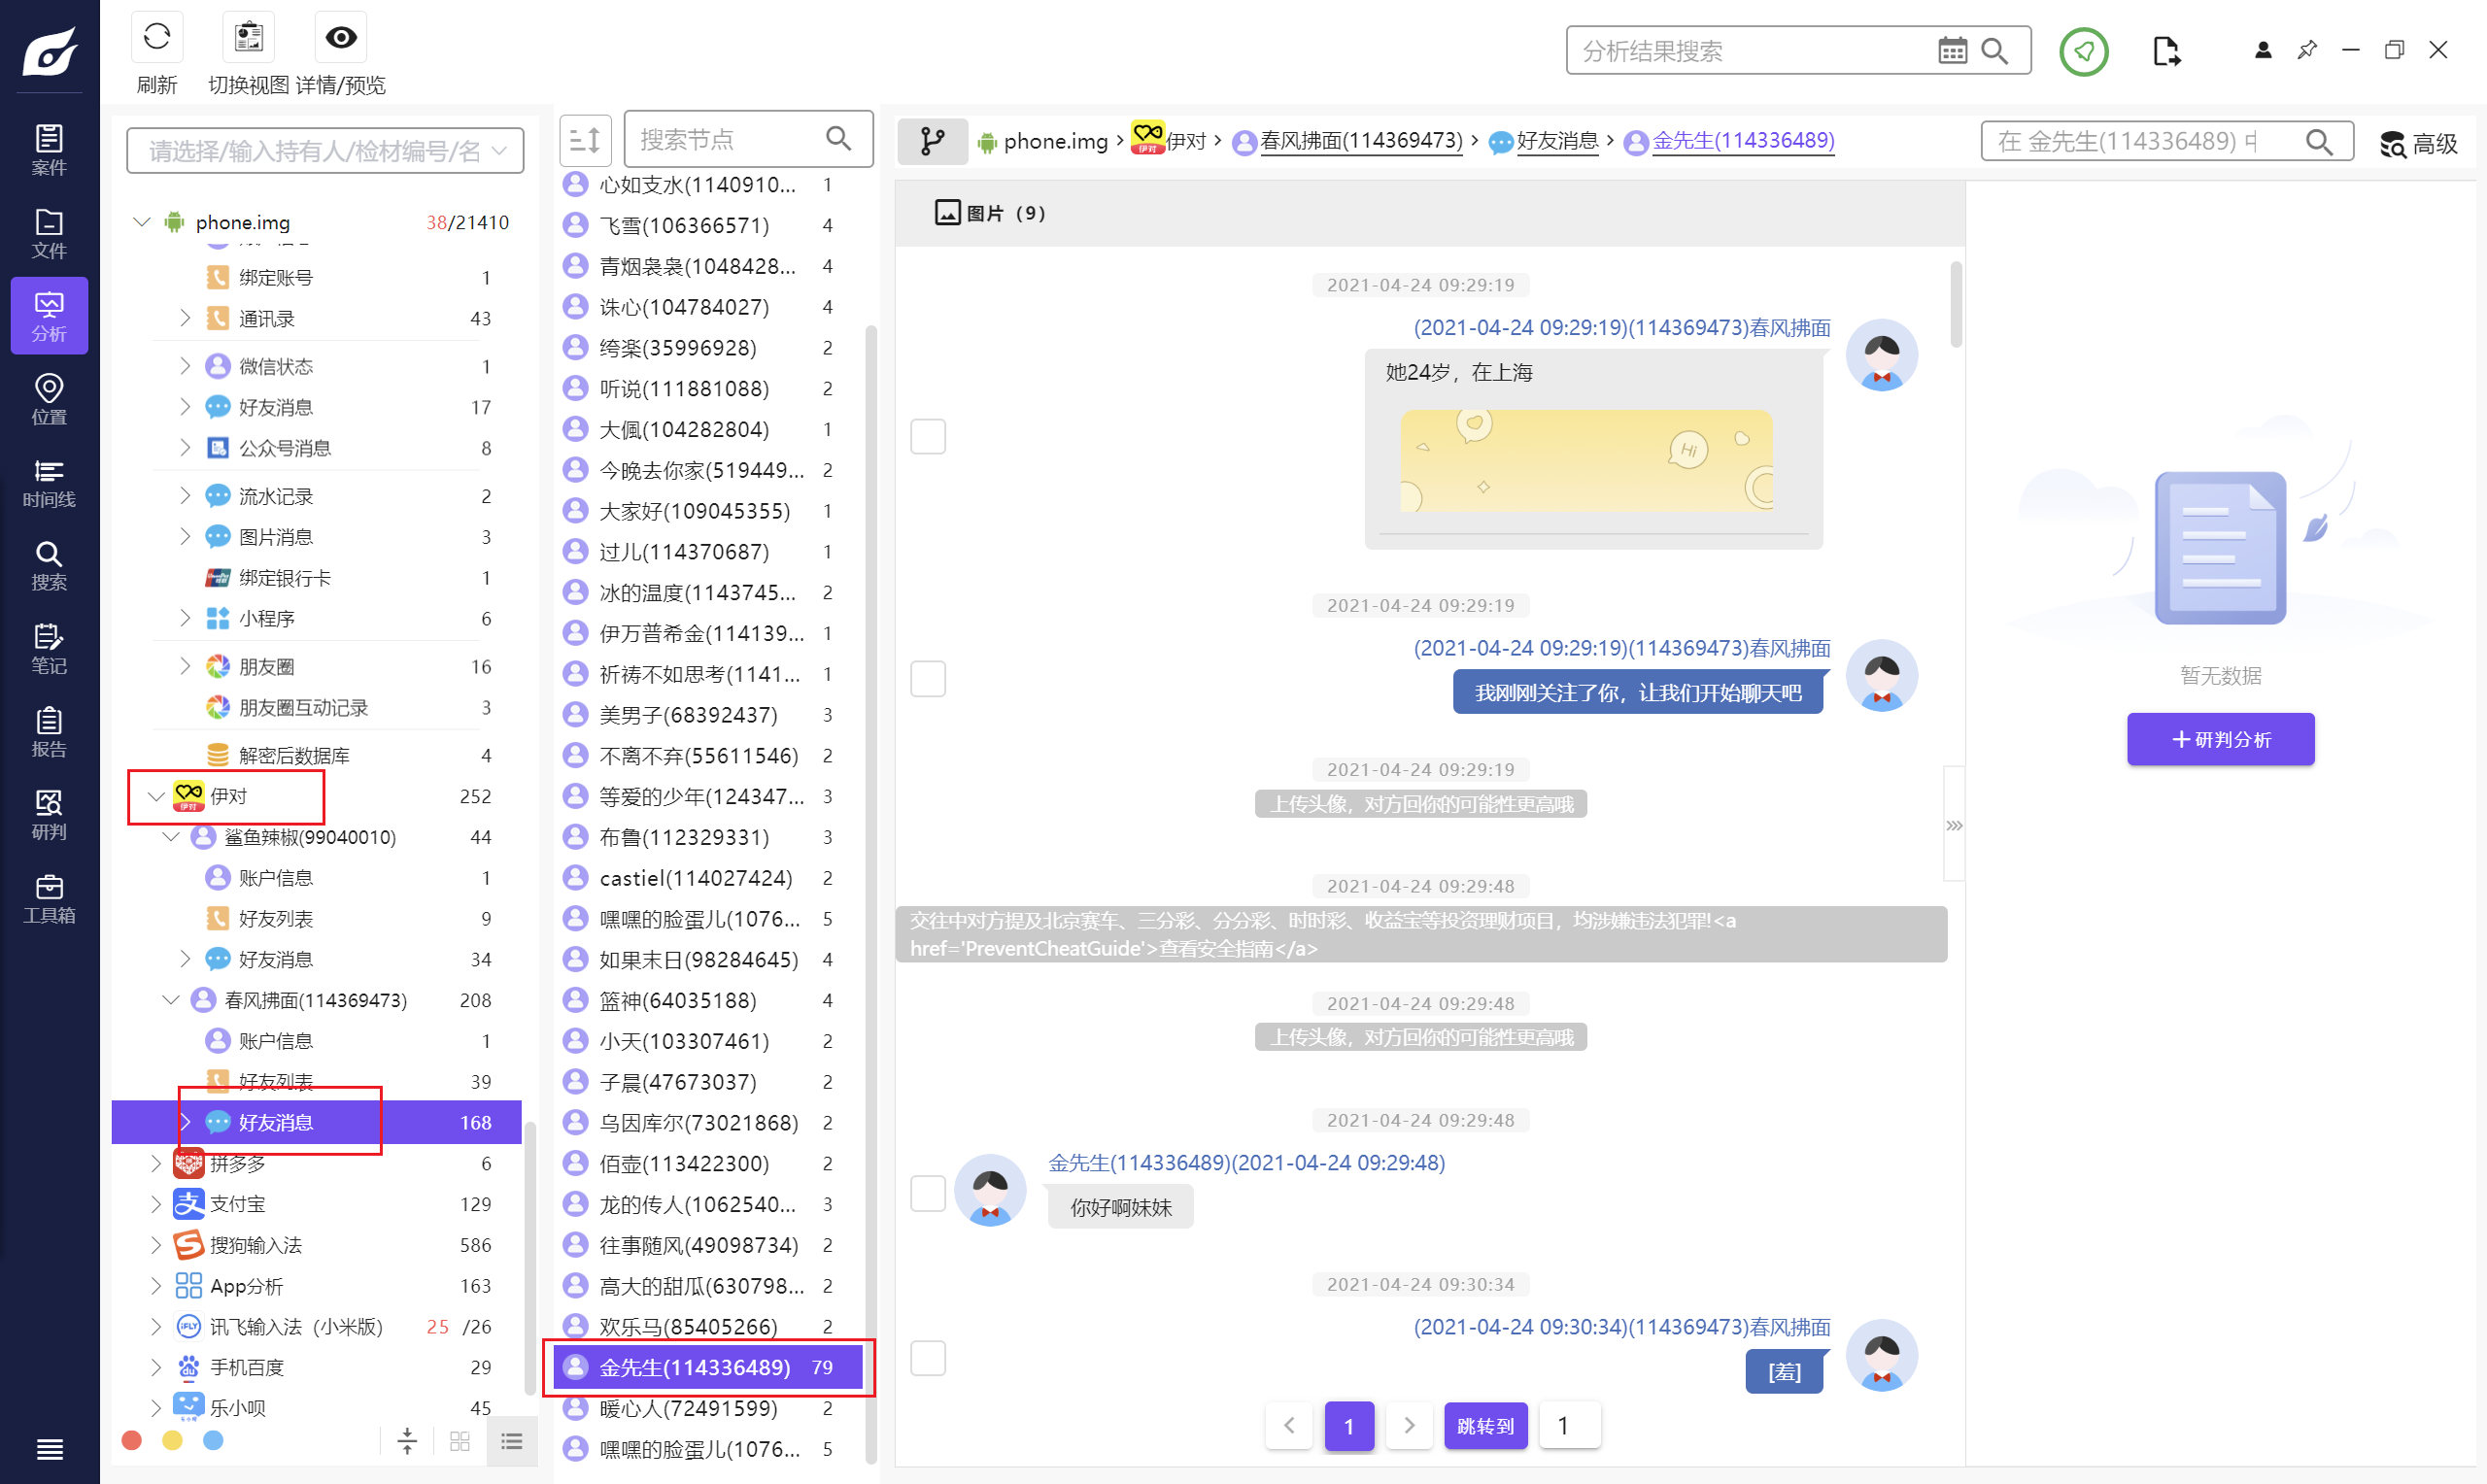 刷新
切换视图
详情/预览
分析结果搜索
案件
文件
分析
位置
时间线
搜索
笔记
报告
研判
工具箱
请选择/输入持有人/检材编号/名
phone.img 38/21410
绑定账号 1
通讯录 43
微信状态 1
好友消息 17
公众号消息 8
流水记录 2
图片消息 3
绑定银行卡 1
小程序 6
朋友圈 16
朋友圈互动记录 3
解密后数据库 4
伊对 252
鲨鱼辣椒(99040010) 44
账户信息 1
好友列表 9
好友消息 34
春风拂面(114369473) 208
账户信息 1
好友列表 39
好友消息 168
拼多多 6
支付宝 129
搜狗输入法 586
App分析 163
讯飞输入法（小米版） 25 /26
手机百度 29
乐小呗 45
搜索节点
心如支水(1140910... 1
飞雪(106366571) 4
青烟袅袅(1048428... 4
诛心(104784027) 4
绔楽(35996928) 2
听说(111881088) 2
大佩(104282804) 1
今晚去你家(519449... 2
大家好(109045355) 1
过儿(114370687) 1
冰的温度(1143745... 2
伊万普希金(114139... 1
祈祷不如思考(1141... 1
美男子(68392437) 3
不离不弃(55611546) 2
等爱的少年(124347... 3
布鲁(112329331) 3
castiel(114027424) 2
嘿嘿的脸蛋儿(1076... 5
如果末日(98284645) 4
篮神(64035188) 4
小天(103307461) 2
子晨(47673037) 2
乌因库尔(73021868) 2
佰壶(113422300) 2
龙的传人(1062540... 3
往事随风(49098734) 2
高大的甜瓜(630798... 2
欢乐马(85405266) 2
金先生(114336489) 79
暖心人(72491599) 2
嘿嘿的脸蛋儿(1076... 5
phone.img › 伊对 › 春风拂面(114369473) › 好友消息 › 金先生(114336489)
在 金先生(114336489) 中
高级
图片（9）
2021-04-24 09:29:19
(2021-04-24 09:29:19)(114369473)春风拂面
她24岁，在上海
Hi
2021-04-24 09:29:19
(2021-04-24 09:29:19)(114369473)春风拂面
我刚刚关注了你，让我们开始聊天吧
2021-04-24 09:29:19
上传头像，对方回你的可能性更高哦
2021-04-24 09:29:48
交往中对方提及北京赛车、三分彩、分分彩、时时彩、收益宝等投资理财项目，均涉嫌违法犯罪!<a
href='PreventCheatGuide'>查看安全指南</a>
2021-04-24 09:29:48
上传头像，对方回你的可能性更高哦
2021-04-24 09:29:48
金先生(114336489)(2021-04-24 09:29:48)
你好啊妹妹
2021-04-24 09:30:34
(2021-04-24 09:30:34)(114369473)春风拂面
[羞]
1
跳转到
1
暂无数据
+研判分析